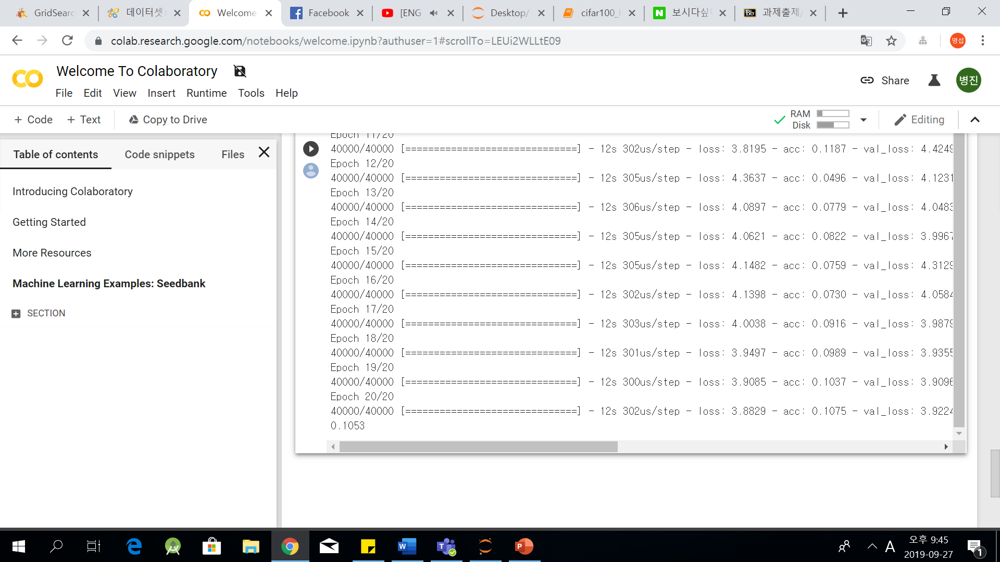 GridSearc
데이터셋
Welcome
Facebook
[ENG
Desktop/
cifar100_
보시다싶
과제출제/
colab.research.google.com/notebooks/welcome.ipynb?authuser=1#scrollTo=LEUi2WLLtE09
명섭
Welcome To Colaboratory
Share
병진
File Edit View Insert Runtime Tools Help
+ Code + Text Copy to Drive
RAM
Disk
Editing
Table of contents Code snippets Files
Introducing Colaboratory
Getting Started
More Resources
Machine Learning Examples: Seedbank
SECTION
Epoch 11/20
40000/40000 [==============================] - 12s 302us/step - loss: 3.8195 - acc: 0.1187 - val_loss: 4.4249
Epoch 12/20
40000/40000 [==============================] - 12s 305us/step - loss: 4.3637 - acc: 0.0496 - val_loss: 4.1231
Epoch 13/20
40000/40000 [==============================] - 12s 306us/step - loss: 4.0897 - acc: 0.0779 - val_loss: 4.0483
Epoch 14/20
40000/40000 [==============================] - 12s 305us/step - loss: 4.0621 - acc: 0.0822 - val_loss: 3.9967
Epoch 15/20
40000/40000 [==============================] - 12s 305us/step - loss: 4.1482 - acc: 0.0759 - val_loss: 4.3129
Epoch 16/20
40000/40000 [==============================] - 12s 302us/step - loss: 4.1398 - acc: 0.0730 - val_loss: 4.0584
Epoch 17/20
40000/40000 [==============================] - 12s 303us/step - loss: 4.0038 - acc: 0.0916 - val_loss: 3.9879
Epoch 18/20
40000/40000 [==============================] - 12s 301us/step - loss: 3.9497 - acc: 0.0989 - val_loss: 3.9355
Epoch 19/20
40000/40000 [==============================] - 12s 300us/step - loss: 3.9085 - acc: 0.1037 - val_loss: 3.9096
Epoch 20/20
40000/40000 [==============================] - 12s 302us/step - loss: 3.8829 - acc: 0.1075 - val_loss: 3.9224
0.1053
A
오후 9:45
2019-09-27
1